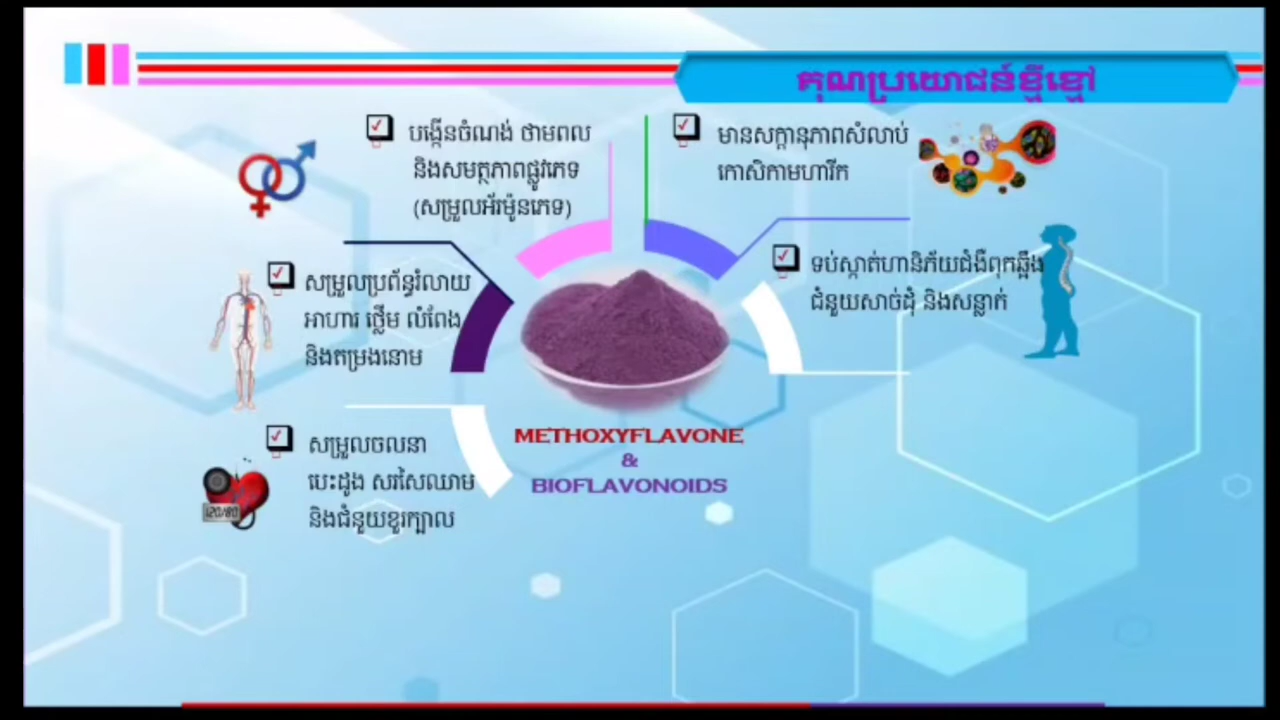 គុណប្រយោជន៍ខ្មីខ្មៅ
បង្កើនចំណង់ ថាមពល
និងសមត្ថភាពផ្លូវភេទ
(សម្រួលអ័រម៉ូនភេទ)
មានសក្តានុភាពសំលាប់
កោសិកាមហារីក
សម្រួលប្រព័ន្ធរំលាយ
អាហារ ថ្លើម លំពែង
និងតម្រងនោម
ទប់ស្កាត់ហានិភ័យជំងឺពុកឆ្អឹង
ជំនួយសាច់ដុំ និងសន្លាក់
សម្រួលចលនា
បេះដូង សរសៃឈាម
និងជំនួយខួរក្បាល
120/80
METHOXYFLAVONE
&
BIOFLAVONOIDS